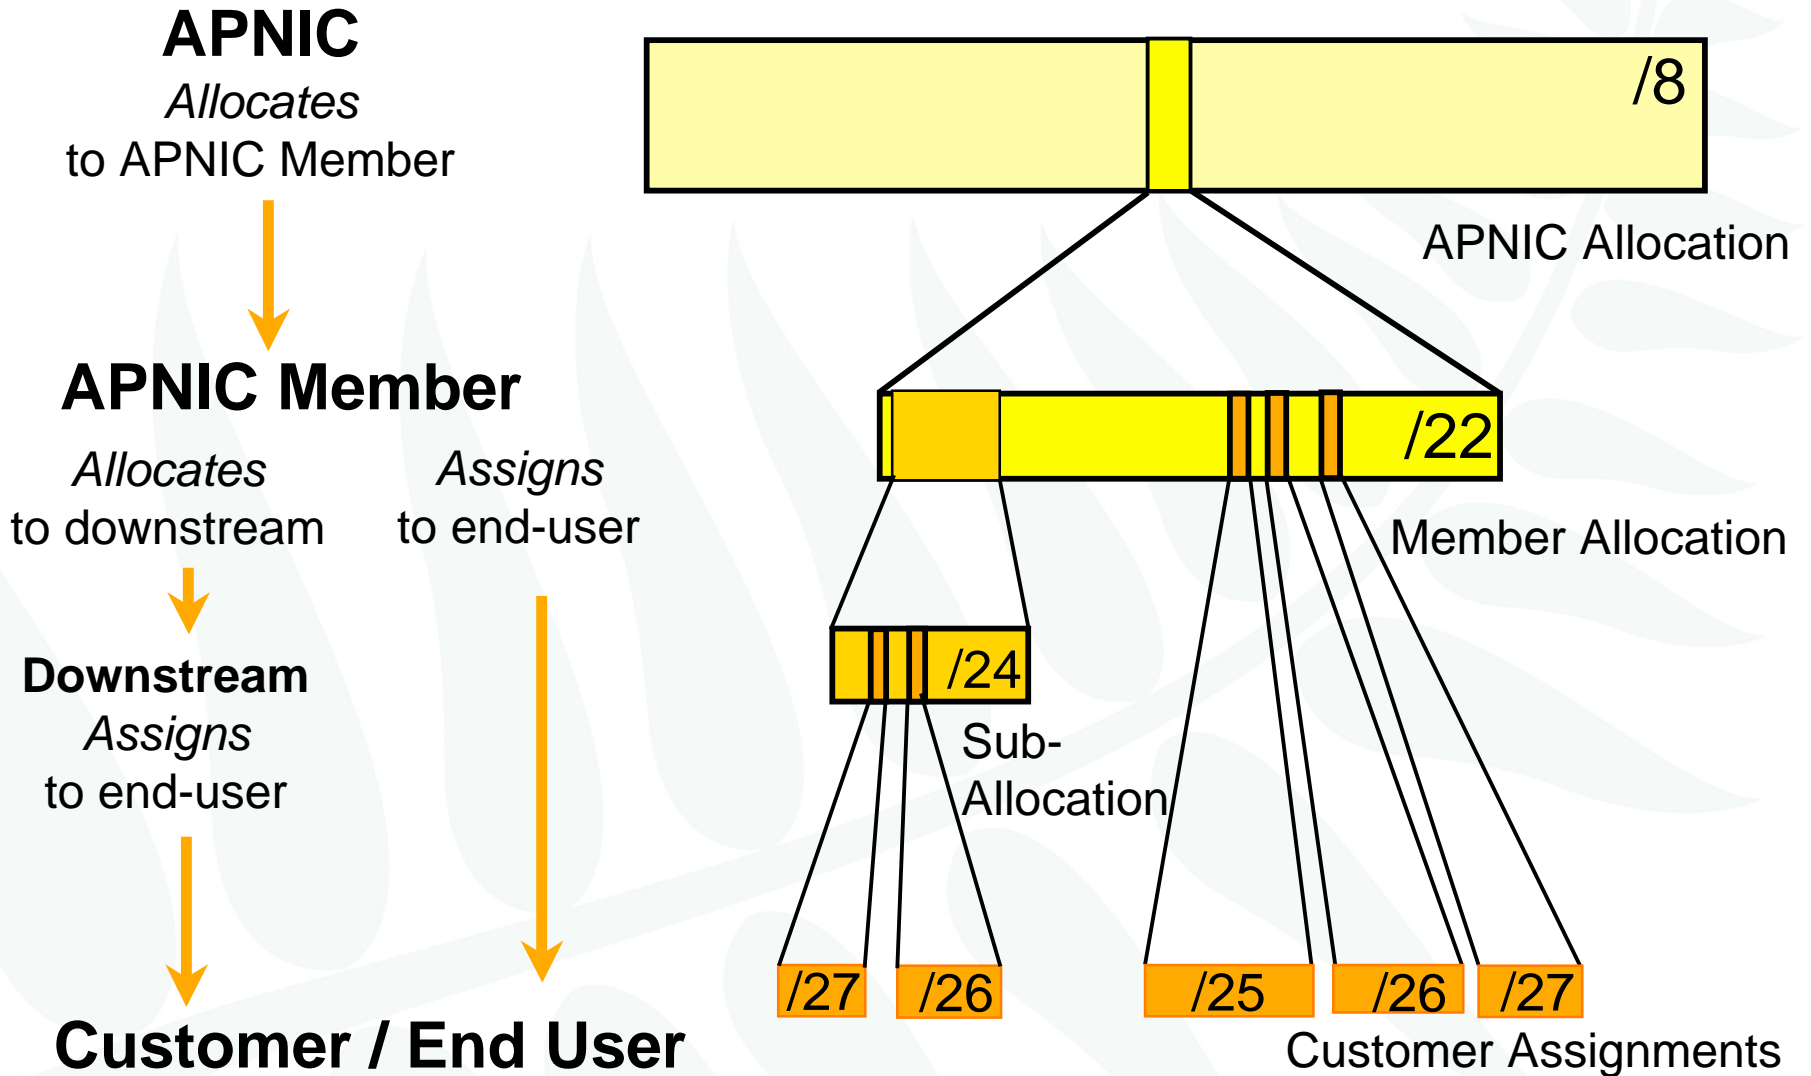 APNIC
Allocates
to APNIC Member
/8
APNIC Allocation
APNIC Member
/22
Allocates
to downstream
Assigns
to end-user
Member Allocation
Downstream
Assigns
to end-user
/24
Sub-
Allocation
/27
/26
/25
/26
/27
Customer / End User
Customer Assignments